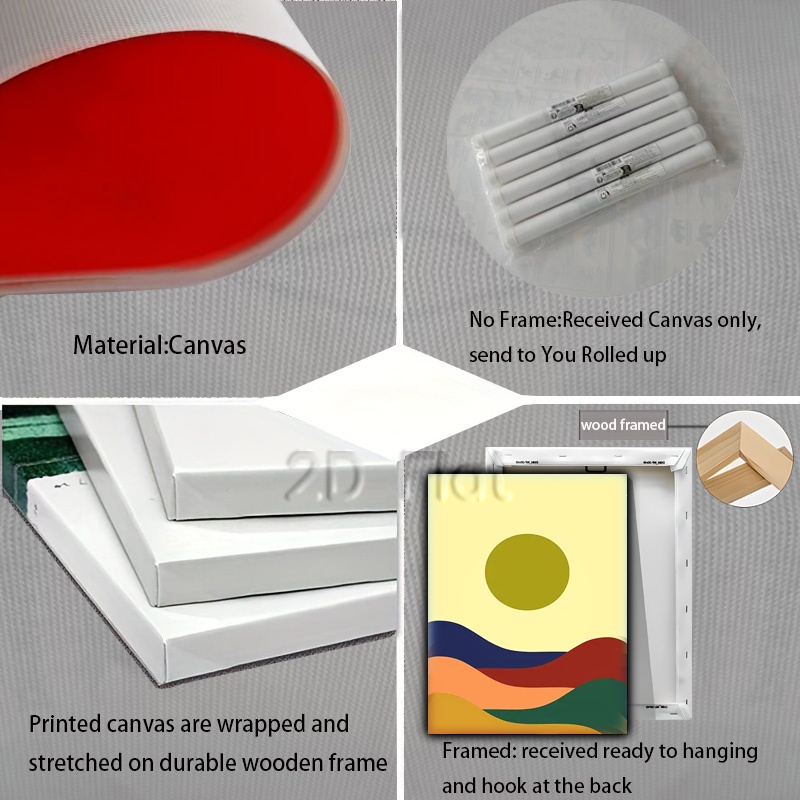 Material:Canvas
No Frame:Received Canvas only,
send to You Rolled up
2D Flat
wood framed
Printed canvas are wrapped and
stretched on durable wooden frame
Framed: received ready to hanging
and hook at the back